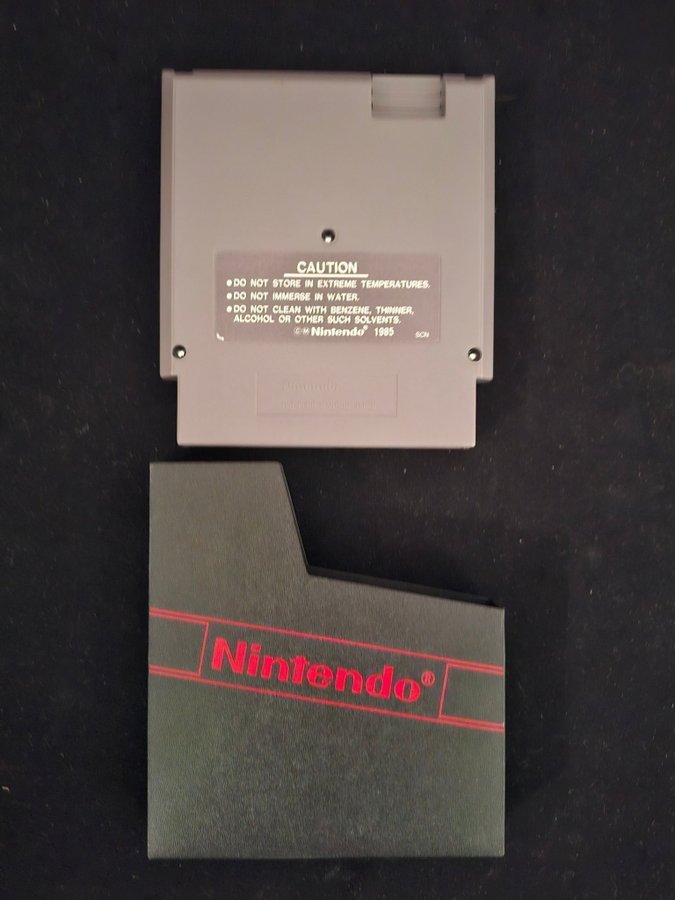 CAUTION
● DO NOT STORE IN EXTREME TEMPERATURES.
● DO NOT IMMERSE IN WATER.
● DO NOT CLEAN WITH BENZENE, THINNER,
ALCOHOL OR OTHER SUCH SOLVENTS.
©Ⓜ Nintendo® 1985
SCN
Nintendo
Nintendo®